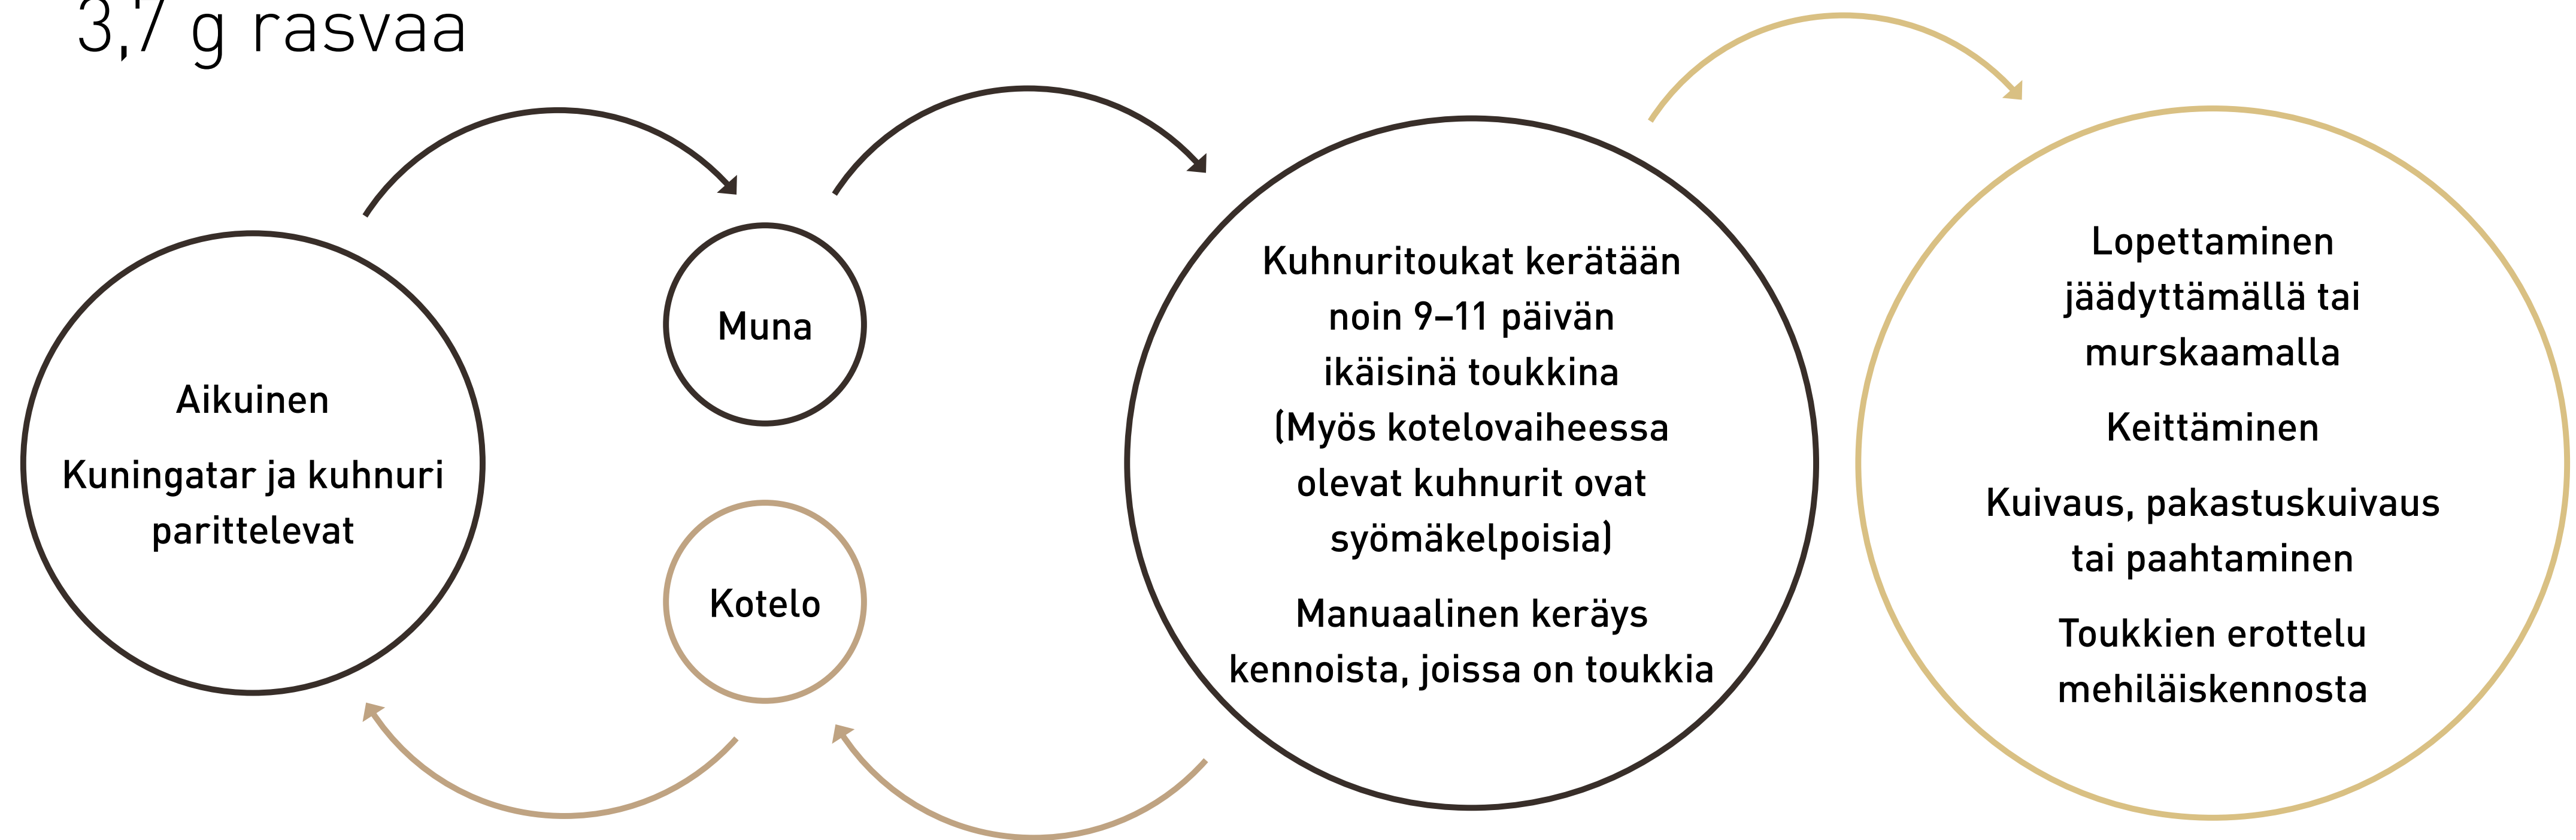 3,7 g rasvaa
Aikuinen
Kuningatar ja kuhnuri
parittelevat
Muna
Kotelo
Kuhnuritoukat kerätään
noin 9–11 päivän
ikäisinä toukkina
(Myös kotelovaiheessa
olevat kuhnurit ovat
syömäkelpoisia)
Manuaalinen keräys
kennoista, joissa on toukkia
Lopettaminen
jäädyttämällä tai
murskaamalla
Keittäminen
Kuivaus, pakastuskuivaus
tai paahtaminen
Toukkien erottelu
mehiläiskennosta